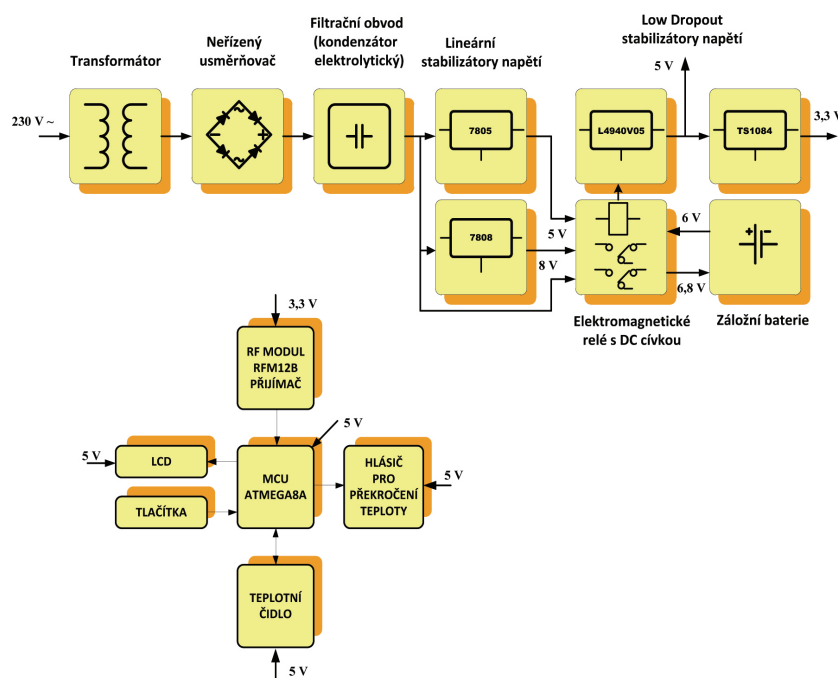 Filtrační obvod
(kondenzátor
elektrolytický)
Neřízený
usměrňovač
Transformátor
Lineární
stabilizátory napětí
Low Dropout
stabilizátory napětí
5 V
230 V ~
7805
L4940V05
TS1084
3,3 V
7808
5 V
8 V
6 V
6,8 V
Elektromagnetické
relé s DC cívkou
Záložní baterie
3,3 V
RF MODUL
RFM12B
PŘIJÍMAČ
5 V
5 V
LCD
MCU
ATMEGA8A
HLÁSIČ
PRO
PŘEKROČENÍ
TEPLOTY
5 V
TLAČÍTKA
TEPLOTNÍ
ČIDLO
5 V